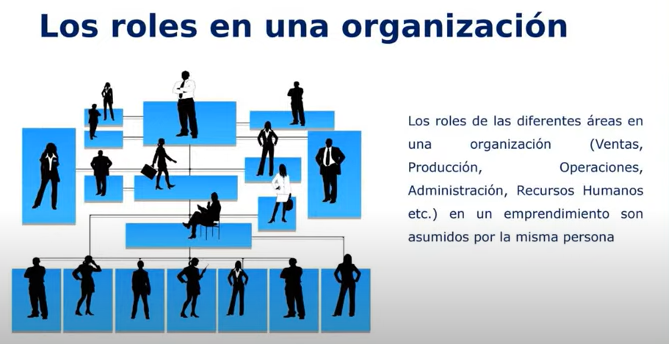 Los roles en una organización
Los roles de las diferentes áreas en
una organización (Ventas,
Producción, Operaciones,
Administración, Recursos Humanos
etc.) en un emprendimiento son
asumidos por la misma persona